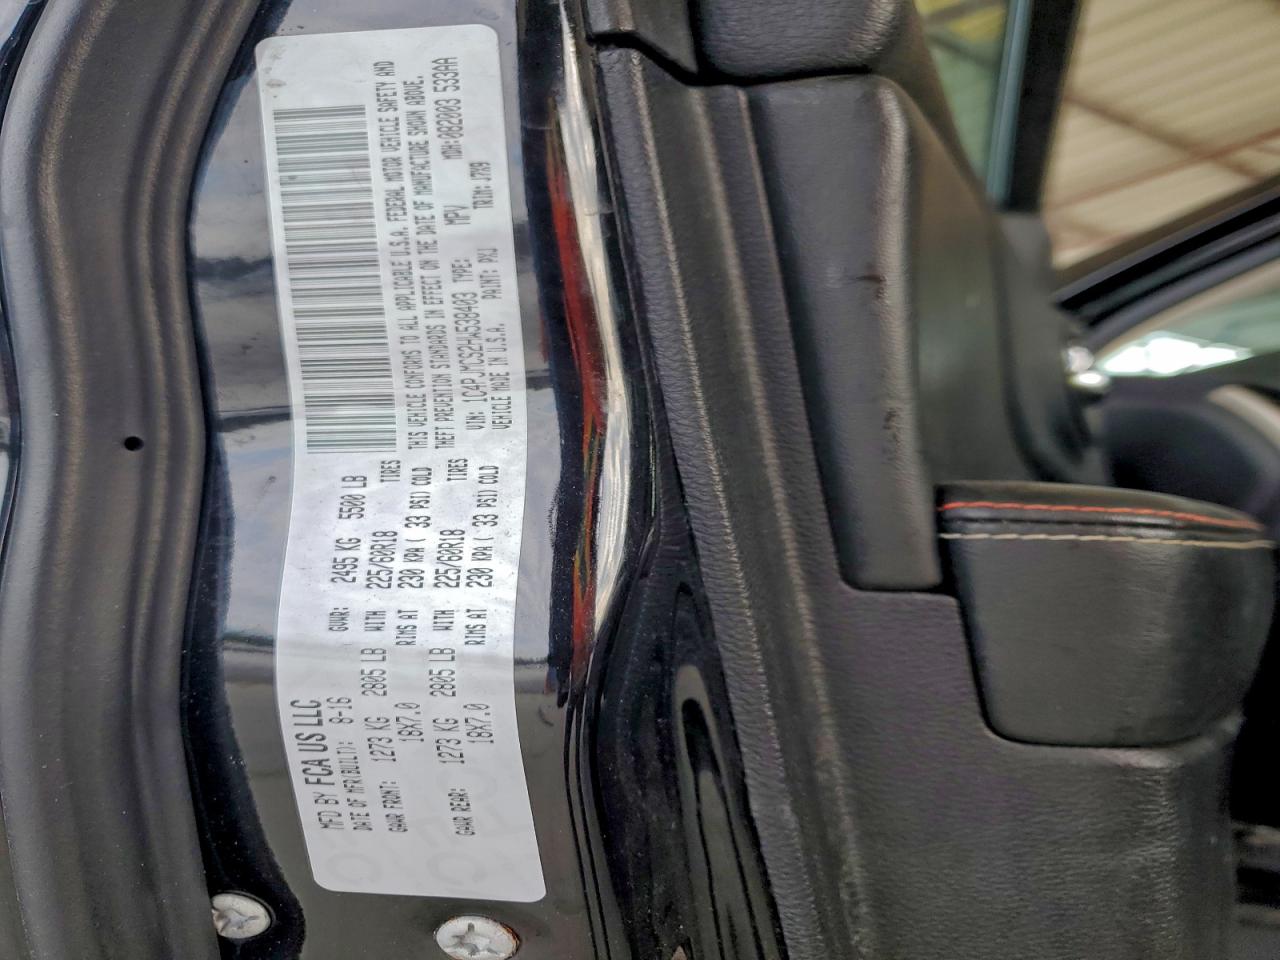 MFD BY FCA US LLC
DATE OF MFR(BUILT): 8-16 GVWR: 2495 KG 5500 LB
GAWR FRONT: 1273 KG 2805 LB WITH 225/60R18 TIRES
18X7.0 RIMS AT 230 KPA ( 33 PSI) COLD
GAWR REAR: 1273 KG 2805 LB WITH 225/60R18 TIRES
18X7.0 RIMS AT 230 KPA ( 33 PSI) COLD
THIS VEHICLE CONFORMS TO ALL APPLICABLE U.S.A. FEDERAL MOTOR VEHICLE SAFETY AND
THEFT PREVENTION STANDARDS IN EFFECT ON THE DATE OF MANUFACTURE SHOWN ABOVE.
VIN: 1C4PJMCS2HW538403 TYPE: MPV MDH:082003 533AA
VEHICLE MADE IN U.S.A. PAINT: PXJ TRIM: J7X9